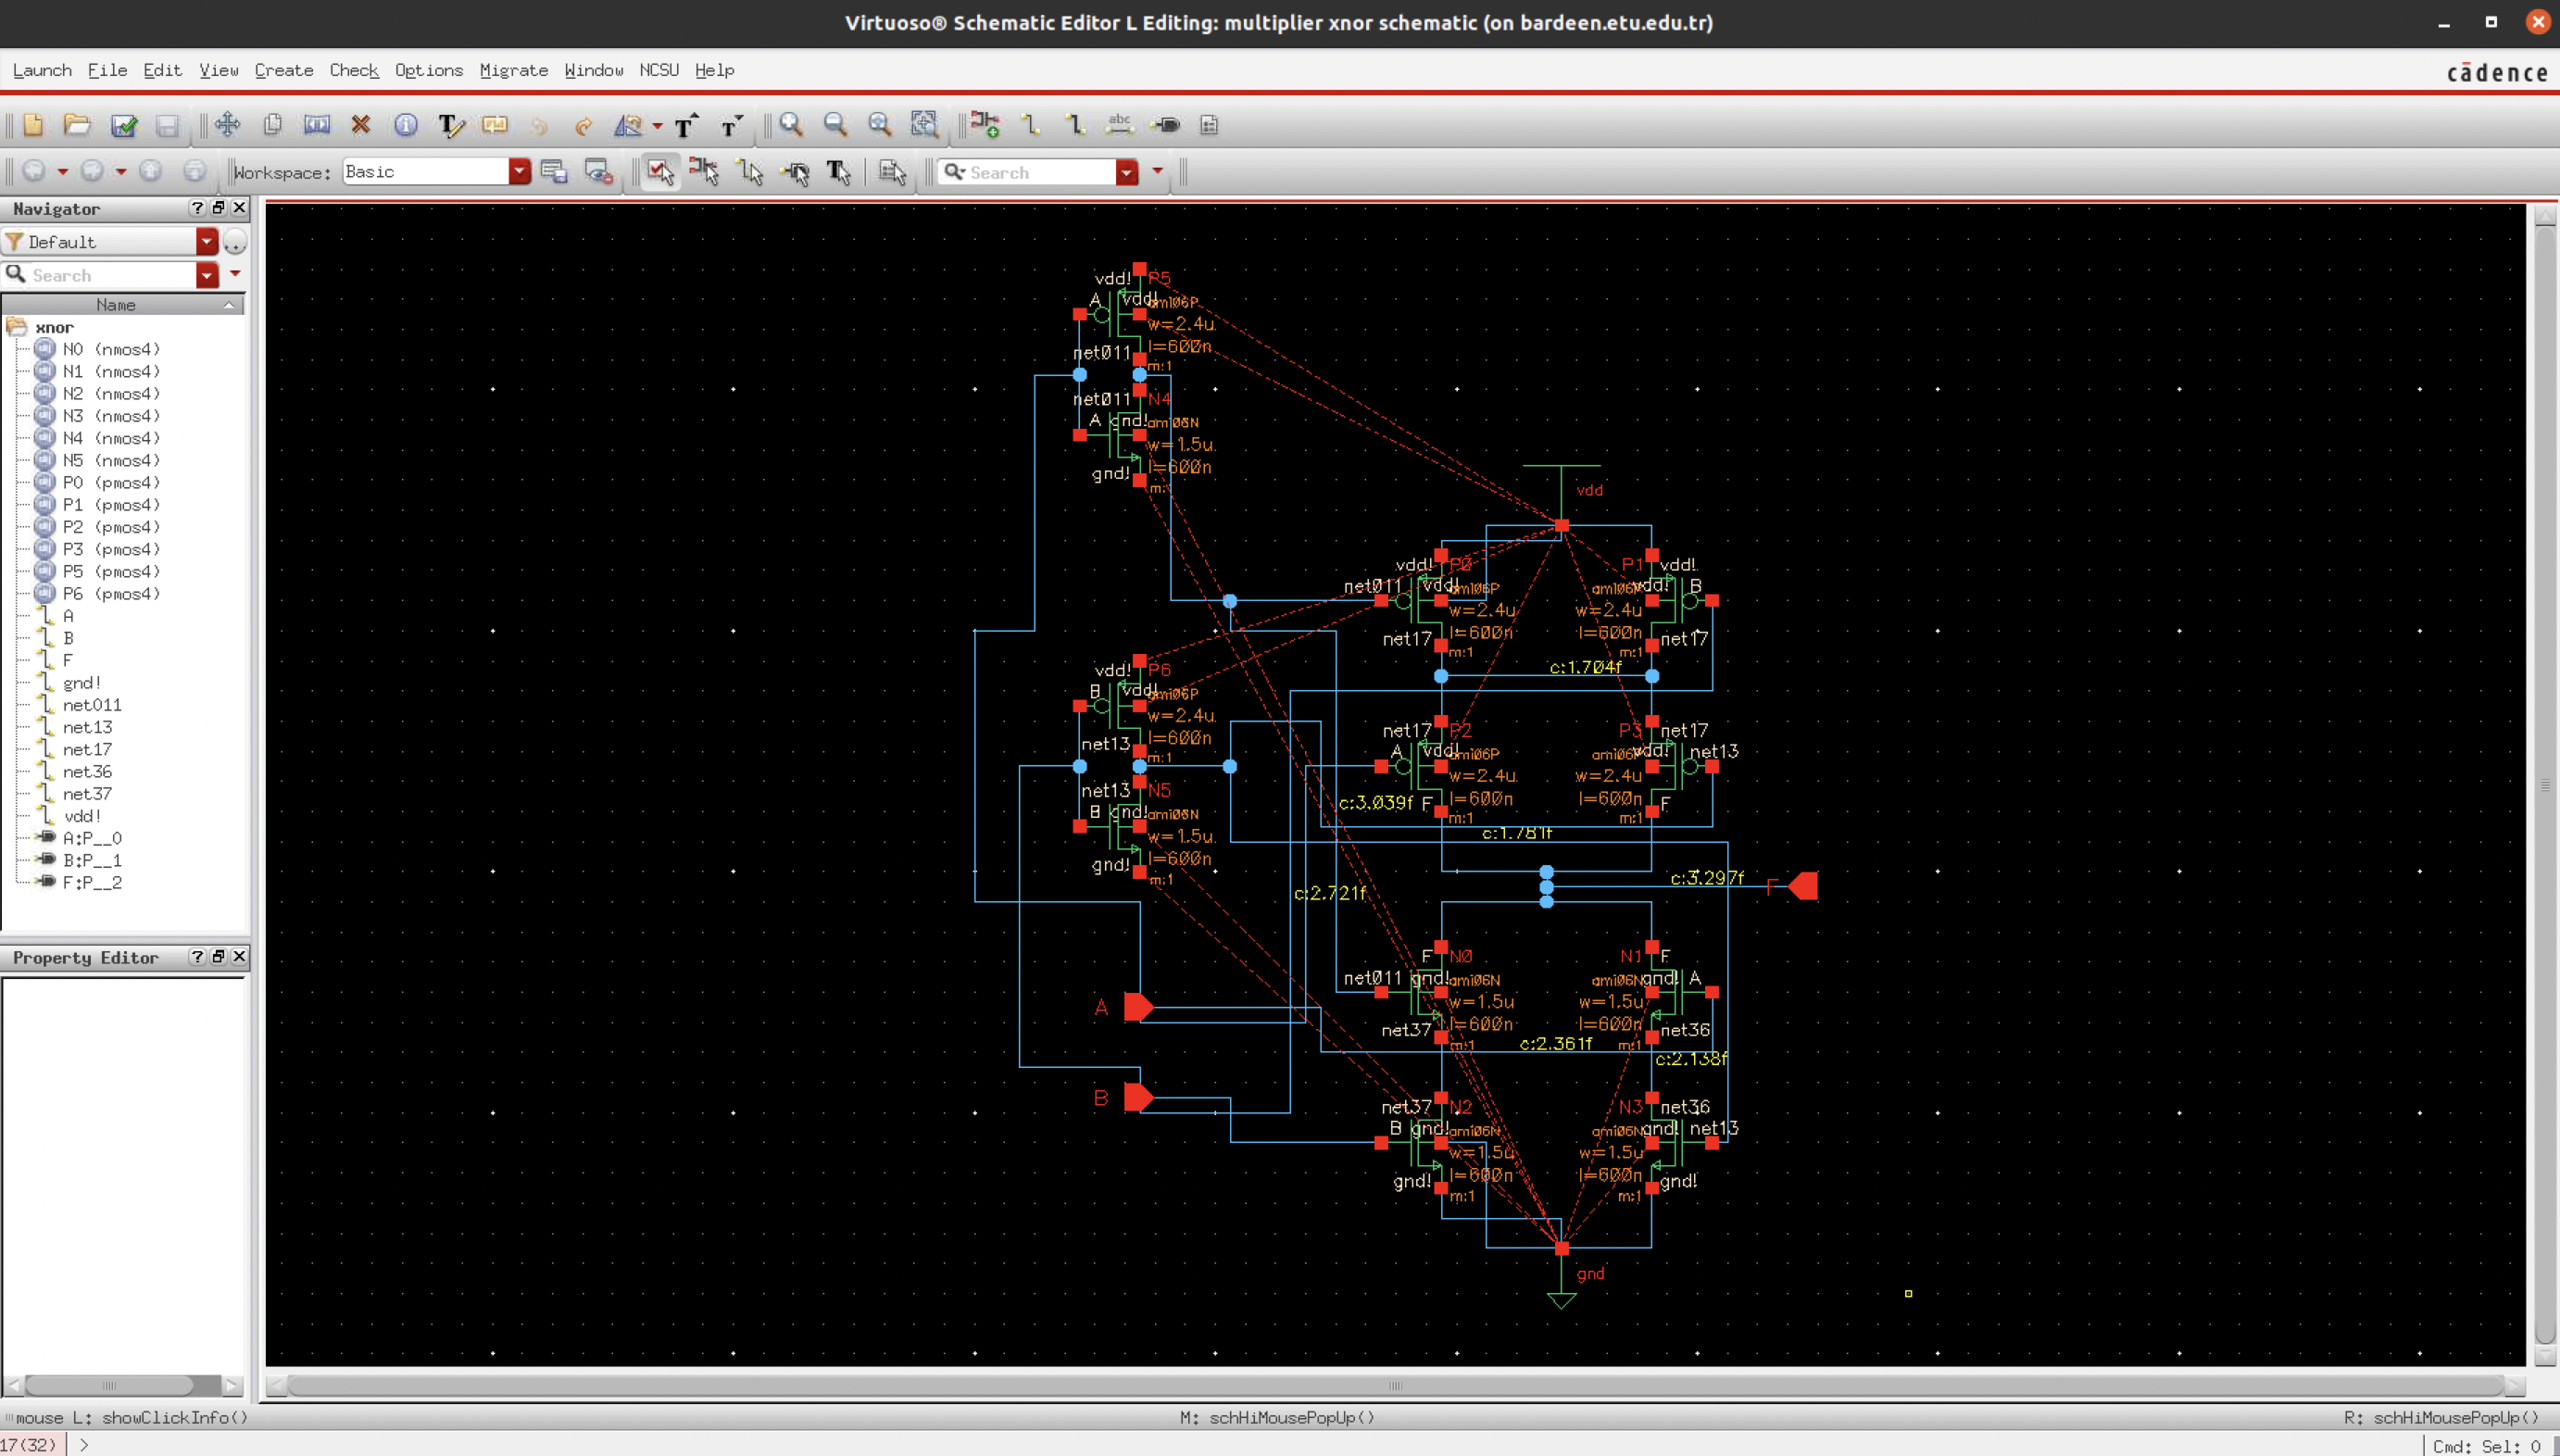 Virtuoso® Schematic Editor L Editing: multiplier xnor schematic (on bardeen.etu.edu.tr)
Launch File Edit View Create Check Options Migrate Window NCSU Help
cādence
Workspace: Basic
Search
Navigator
Default
Search
Name
xnor
N0 (nmos4)
N1 (nmos4)
N2 (nmos4)
N3 (nmos4)
N4 (nmos4)
N5 (nmos4)
P0 (pmos4)
P1 (pmos4)
P2 (pmos4)
P3 (pmos4)
P5 (pmos4)
P6 (pmos4)
A
B
F
gnd!
net011
net13
net17
net36
net37
vdd!
A:P__0
B:P__1
F:P__2
Property Editor
vdd! P5
A vdd! ami06P
w=2.4u
l=600n
net011
m:1
net011 N4
A gnd! ami06N
w=1.5u
l=600n
gnd!
m:
vdd
vdd! P0 P1 vdd!
net011 vdd! ami06P ami06P vdd! B
w=2.4u w=2.4u
l=600n l=600n
net17 m:1 m:1 net17
c:1.704f
vdd! P6
B vdd! ami06P
w=2.4u
l=600n
net13
m:1
net13 N5
B gnd! ami06N
w=1.5u
l=600n
gnd!
m:1
net17 P2 P3 net17
A vdd! ami06P ami06P vdd! net13
w=2.4u w=2.4u
l=600n l=600n
c:3.039f F m:1 m:1 F
c:1.781f
c:3.297f F
c:2.721f
F N0 N1 F
net011 gnd! ami06N ami06N gnd! A
w=1.5u w=1.5u
l=600n l=600n
net37 m:1 m:1 net36
c:2.361f
c:2.138f
A
B
net37 N2 N3 net36
B gnd! ami06N ami06N gnd! net13
w=1.5u w=1.5u
l=600n l=600n
gnd! m:1 m:1 gnd!
gnd
mouse L: showClickInfo() M: schHiMousePopUp() R: schHiMousePopUp()
17(32) >
Cmd: Sel: 0